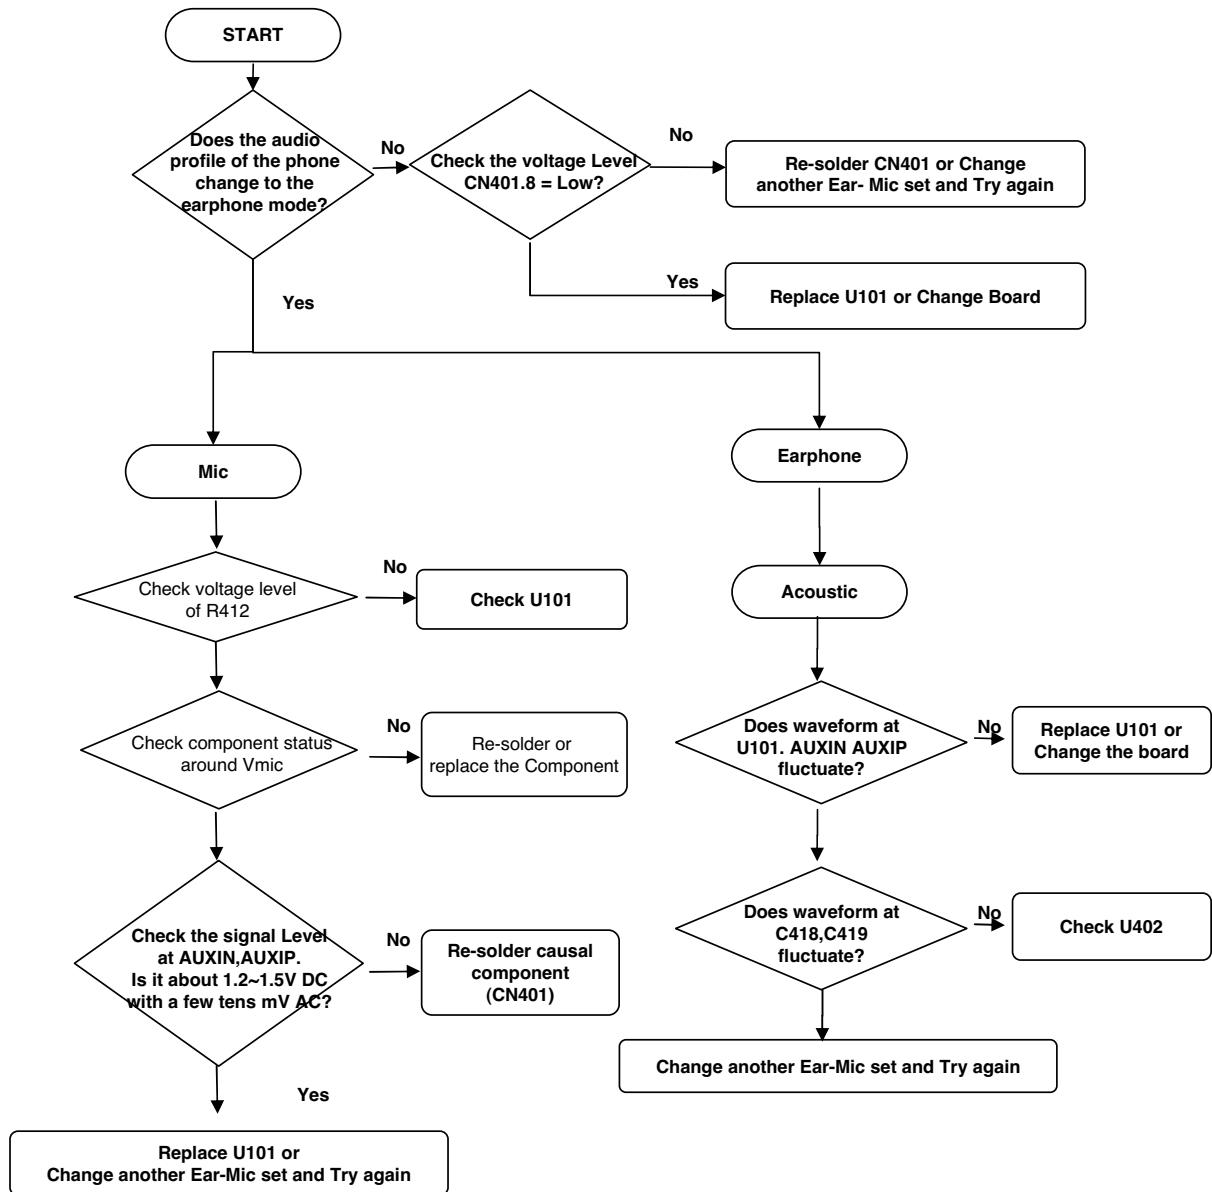 START
Does the audio
profile of the phone
change to the
earphone mode?
No
Check the voltage Level
CN401.8 = Low?
No
Re-solder CN401 or Change
another Ear- Mic set and Try again
Yes
Replace U101 or Change Board
Yes
Mic
Earphone
Check voltage level
of R412
No
Check U101
Acoustic
Check component status
around Vmic
No
Re-solder or
replace the Component
Does waveform at
U101. AUXIN AUXIP
fluctuate?
No
Replace U101 or
Change the board
Check the signal Level
at AUXIN,AUXIP.
Is it about 1.2~1.5V DC
with a few tens mV AC?
No
Re-solder causal
component
(CN401)
Does waveform at
C418,C419
fluctuate?
No
Check U402
Change another Ear-Mic set and Try again
Yes
Replace U101 or
Change another Ear-Mic set and Try again